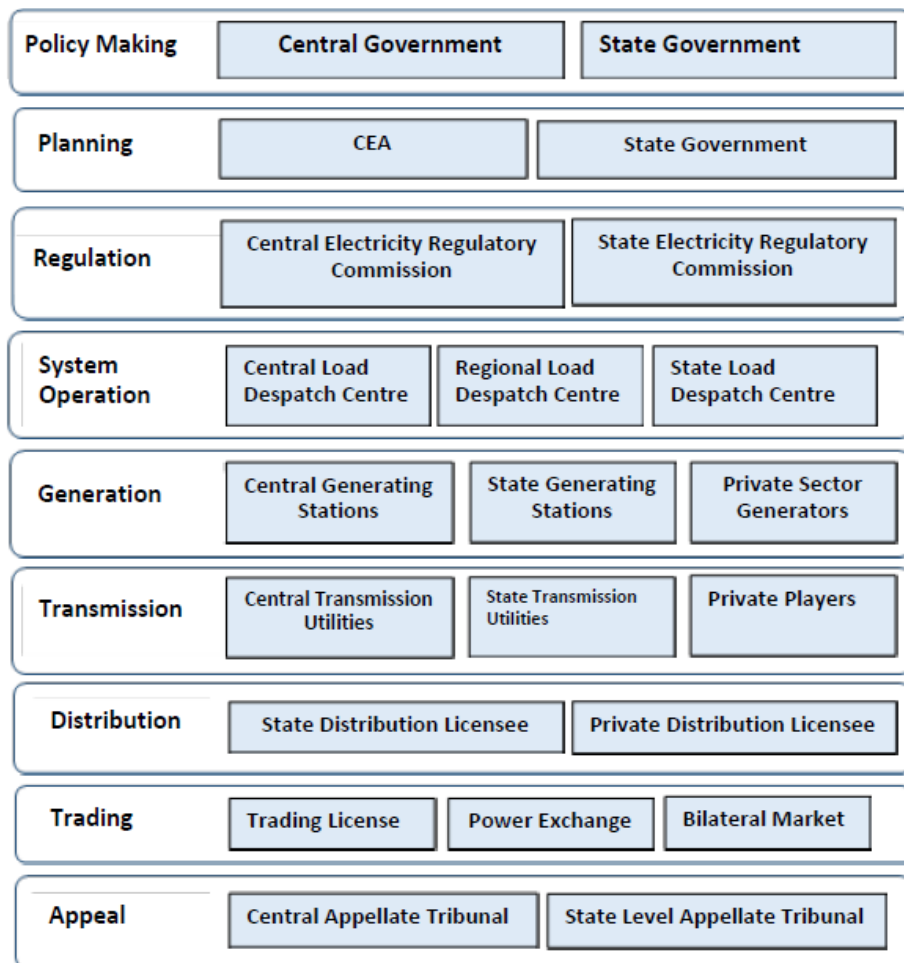 Policy Making
Central Government
State Government
Planning
CEA
State Government
Regulation
Central Electricity Regulatory
Commission
State Electricity Regulatory
Commission
System
Operation
Central Load
Despatch Centre
Regional Load
Despatch Centre
State Load
Despatch Centre
Generation
Central Generating
Stations
State Generating
Stations
Private Sector
Generators
Transmission
Central Transmission
Utilities
State Transmission
Utilities
Private Players
Distribution
State Distribution Licensee
Private Distribution Licensee
Trading
Trading License
Power Exchange
Bilateral Market
Appeal
Central Appellate Tribunal
State Level Appellate Tribunal